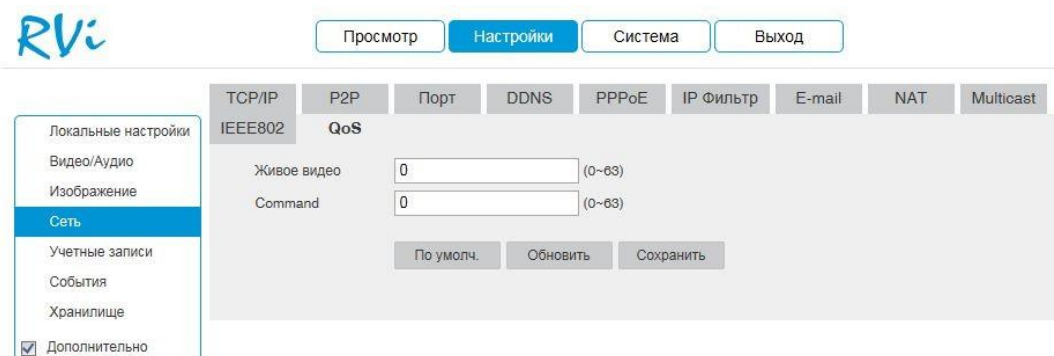 RVi
Просмотр Настройки Система Выход
TCP/IP P2P Порт DDNS PPPoE IP Фильтр E-mail NAT Multicast
IEEE802 QoS
Локальные настройки
Видео/Аудио
Изображение
Сеть
Учетные записи
События
Хранилище
Дополнительно
Живое видео 0 (0~63)
Command 0 (0~63)
По умолч. Обновить Сохранить